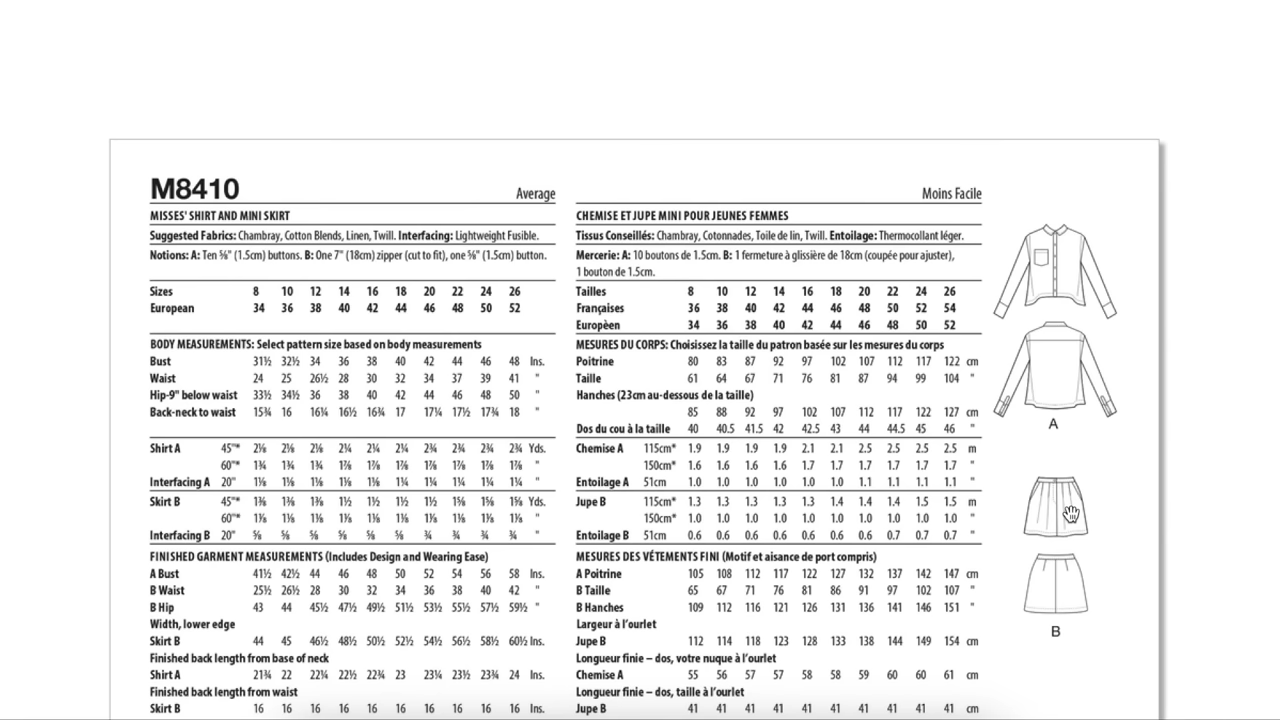 M8410
Average
MISSES' SHIRT AND MINI SKIRT
Suggested Fabrics: Chambray, Cotton Blends, Linen, Twill. Interfacing: Lightweight Fusible.
Notions: A: Ten ⅝" (1.5cm) buttons. B: One 7" (18cm) zipper (cut to fit), one ⅝" (1.5cm) button.
Sizes 8 10 12 14 16 18 20 22 24 26
European 34 36 38 40 42 44 46 48 50 52
BODY MEASUREMENTS: Select pattern size based on body measurements
Bust 31½ 32½ 34 36 38 40 42 44 46 48 Ins.
Waist 24 25 26½ 28 30 32 34 37 39 41 "
Hip-9" below waist 33½ 34½ 36 38 40 42 44 46 48 50 "
Back-neck to waist 15¾ 16 16¼ 16½ 16¾ 17 17¼ 17½ 17¾ 18 "
Shirt A 45"* 2⅛ 2⅛ 2⅛ 2¼ 2¼ 2¾ 2¾ 2¾ 2¾ 2¾ Yds.
60"* 1¾ 1¾ 1¾ 1⅞ 1⅞ 1⅞ 1⅞ 1⅞ 1⅞ 1⅞ "
Interfacing A 20" 1⅛ 1⅛ 1⅛ 1⅛ 1⅛ 1¼ 1¼ 1¼ 1¼ 1¼ "
Skirt B 45"* 1⅜ 1⅜ 1⅜ 1½ 1½ 1½ 1½ 1⅝ 1⅝ 1⅝ Yds.
60"* 1⅛ 1⅛ 1⅛ 1⅛ 1⅛ 1⅛ 1⅛ 1⅛ 1⅛ 1⅛ "
Interfacing B 20" ⅝ ⅝ ⅝ ⅝ ⅝ ⅝ ¾ ¾ ¾ ¾ "
FINISHED GARMENT MEASUREMENTS (Includes Design and Wearing Ease)
A Bust 41½ 42½ 44 46 48 50 52 54 56 58 Ins.
B Waist 25½ 26½ 28 30 32 34 36 38 40 42 "
B Hip 43 44 45½ 47½ 49½ 51½ 53½ 55½ 57½ 59½ "
Width, lower edge
Skirt B 44 45 46½ 48½ 50½ 52½ 54½ 56½ 58½ 60½ Ins.
Finished back length from base of neck
Shirt A 21¾ 22 22¼ 22½ 22¾ 23 23¼ 23½ 23¾ 24 Ins.
Finished back length from waist
Skirt B 16 16 16 16 16 16 16 16 16 16 Ins.
Moins Facile
CHEMISE ET JUPE MINI POUR JEUNES FEMMES
Tissus Conseillés: Chambray, Cotonnades, Toile de lin, Twill. Entoilage: Thermocollant léger.
Mercerie: A: 10 boutons de 1.5cm. B: 1 fermeture à glissière de 18cm (coupée pour ajuster),
1 bouton de 1.5cm.
Tailles 8 10 12 14 16 18 20 22 24 26
Françaises 36 38 40 42 44 46 48 50 52 54
Europèen 34 36 38 40 42 44 46 48 50 52
MESURES DU CORPS: Choisissez la taille du patron basée sur les mesures du corps
Poitrine 80 83 87 92 97 102 107 112 117 122 cm
Taille 61 64 67 71 76 81 87 94 99 104 "
Hanches (23cm au-dessous de la taille)
85 88 92 97 102 107 112 117 122 127 cm
Dos du cou à la taille 40 40.5 41.5 42 42.5 43 44 44.5 45 46 "
Chemise A 115cm* 1.9 1.9 1.9 1.9 2.1 2.1 2.5 2.5 2.5 2.5 m
150cm* 1.6 1.6 1.6 1.6 1.7 1.7 1.7 1.7 1.7 1.7 "
Entoilage A 51cm 1.0 1.0 1.0 1.0 1.0 1.0 1.1 1.1 1.1 1.1 "
Jupe B 115cm* 1.3 1.3 1.3 1.3 1.3 1.4 1.4 1.4 1.5 1.5 m
150cm* 1.0 1.0 1.0 1.0 1.0 1.0 1.0 1.0 1.0 1.0 "
Entoilage B 51cm 0.6 0.6 0.6 0.6 0.6 0.6 0.6 0.7 0.7 0.7 "
MESURES DES VÉTEMENTS FINI (Motif et aisance de port compris)
A Poitrine 105 108 112 117 122 127 132 137 142 147 cm
B Taille 65 67 71 76 81 86 91 97 102 107 "
B Hanches 109 112 116 121 126 131 136 141 146 151 "
Largeur à l'ourlet
Jupe B 112 114 118 123 128 133 138 144 149 154 cm
Longueur finie – dos, votre nuque à l'ourlet
Chemise A 55 56 57 57 58 58 59 60 60 61 cm
Longueur finie – dos, taille à l'ourlet
Jupe B 41 41 41 41 41 41 41 41 41 41 cm
A
B